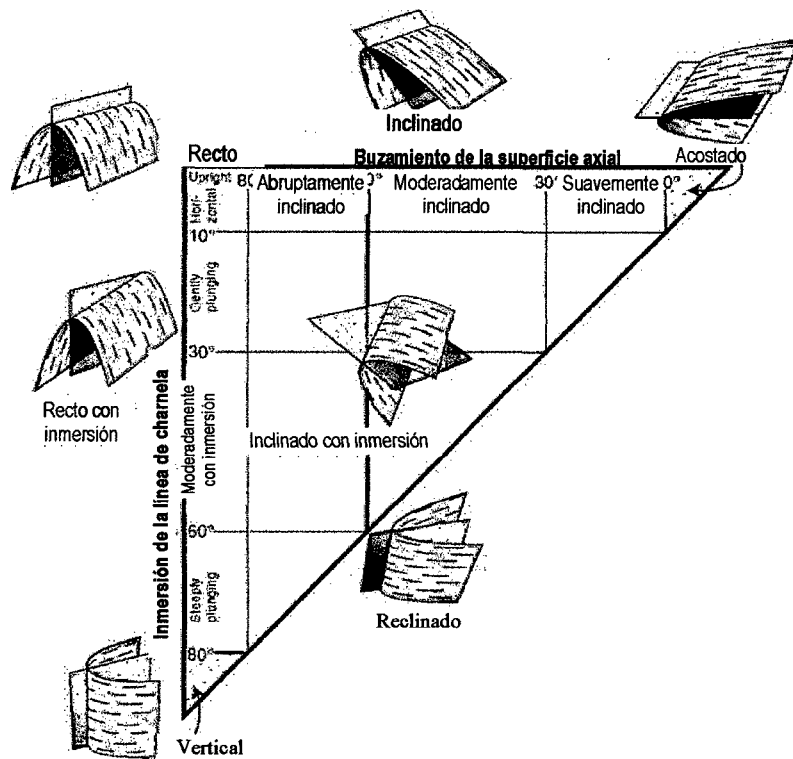 Inclinado
Recto
Buzamiento de la superficie axial
Acostado
Upright
Abruptamente
inclinado
Moderadamente
inclinado
30°
Suavemente
inclinado
Hori-
zontal
10°
Gently
plunging
30°
Recto con
inmersión
Inmersión de la linea de charnela
Moderadamente
con inmersión
Inclinado con inmersión
60°
Steeply
plunging
Reclinado
80°
Vertical